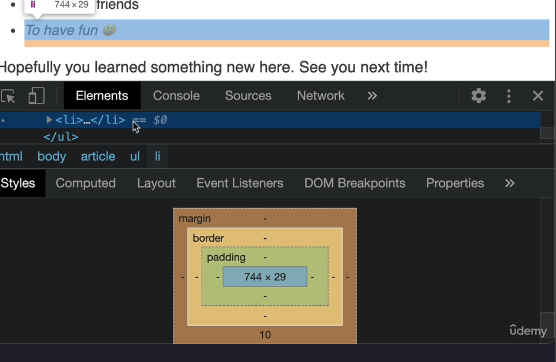 li 744 × 29 friends
To have fun
Hopefully you learned something new here. See you next time!
Elements Console Sources Network »
<li>…</li> == $0
</ul>
html body article ul li
Styles Computed Layout Event Listeners DOM Breakpoints Properties »
margin -
border -
padding -
- - - 744 × 29 - - -
-
-
10
ûdemy